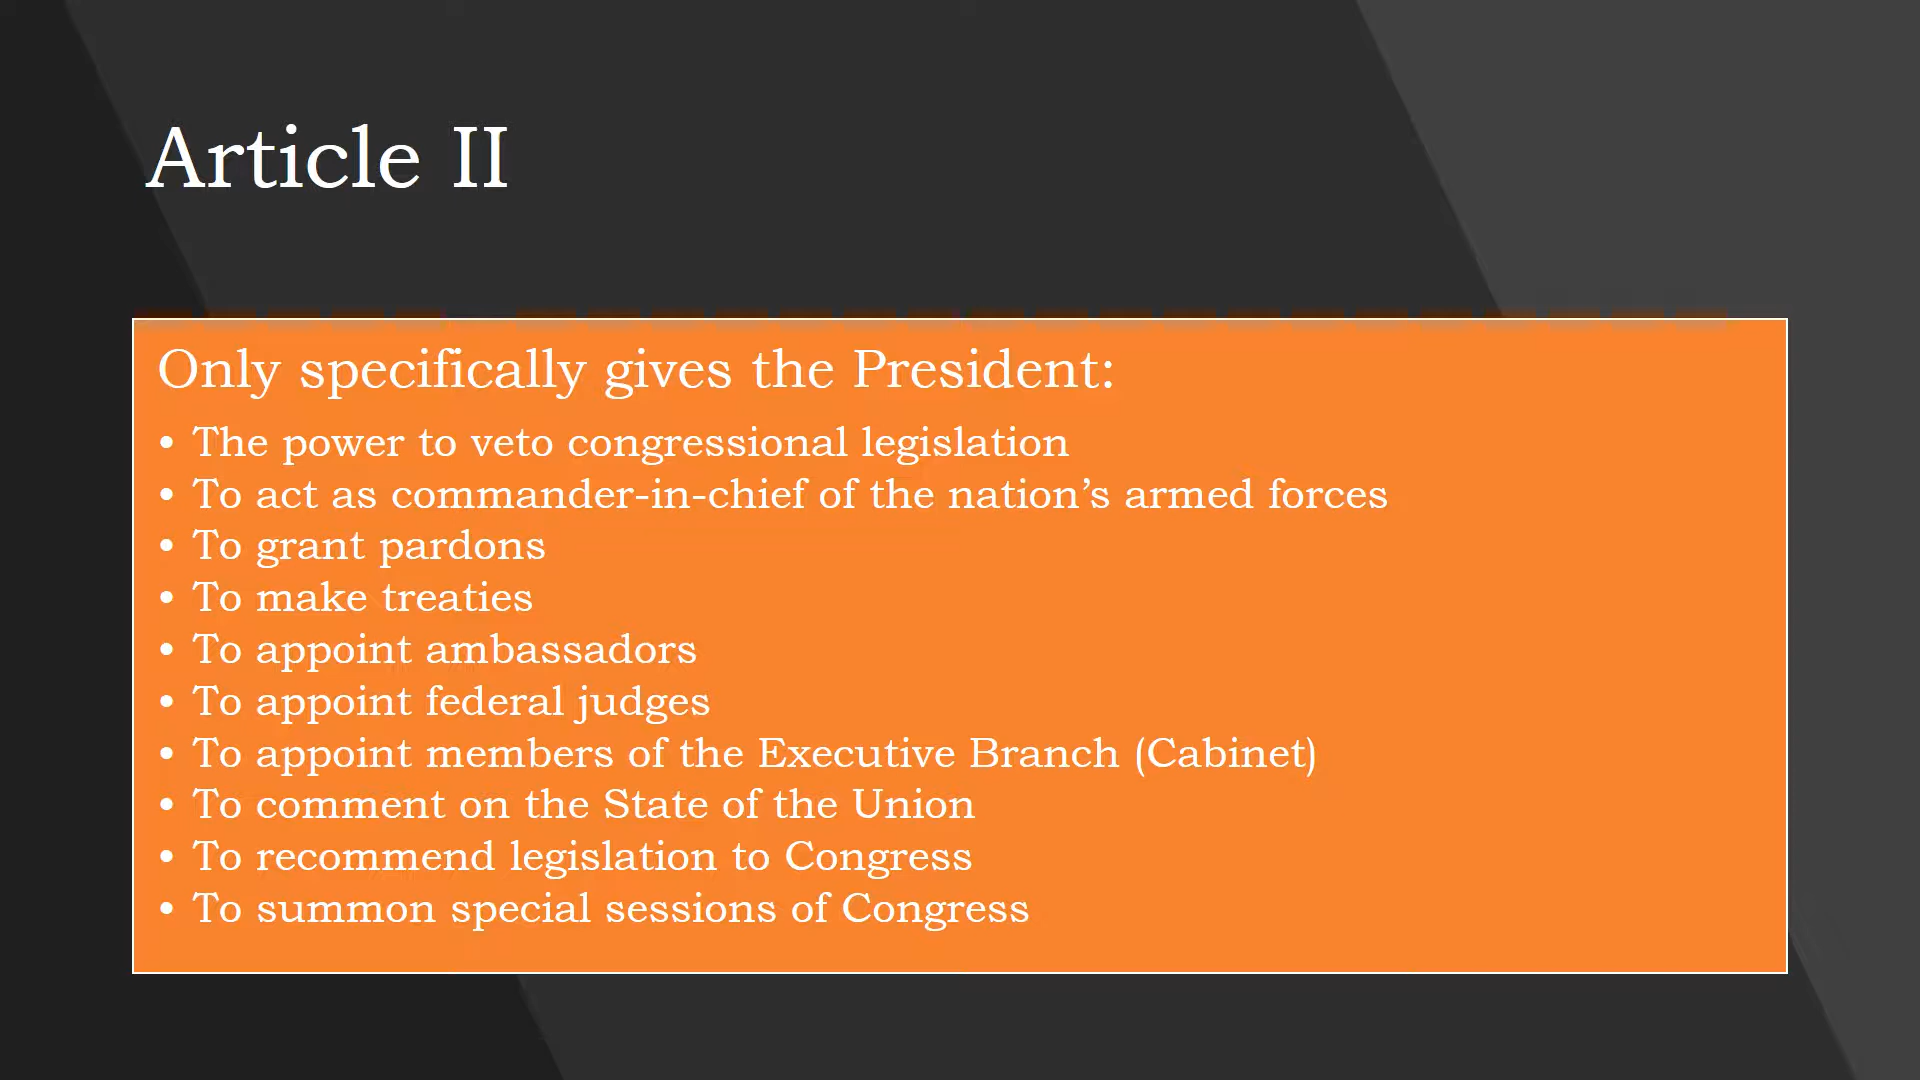 Article II
Only specifically gives the President:
• The power to veto congressional legislation
• To act as commander-in-chief of the nation’s armed forces
• To grant pardons
• To make treaties
• To appoint ambassadors
• To appoint federal judges
• To appoint members of the Executive Branch (Cabinet)
• To comment on the State of the Union
• To recommend legislation to Congress
• To summon special sessions of Congress